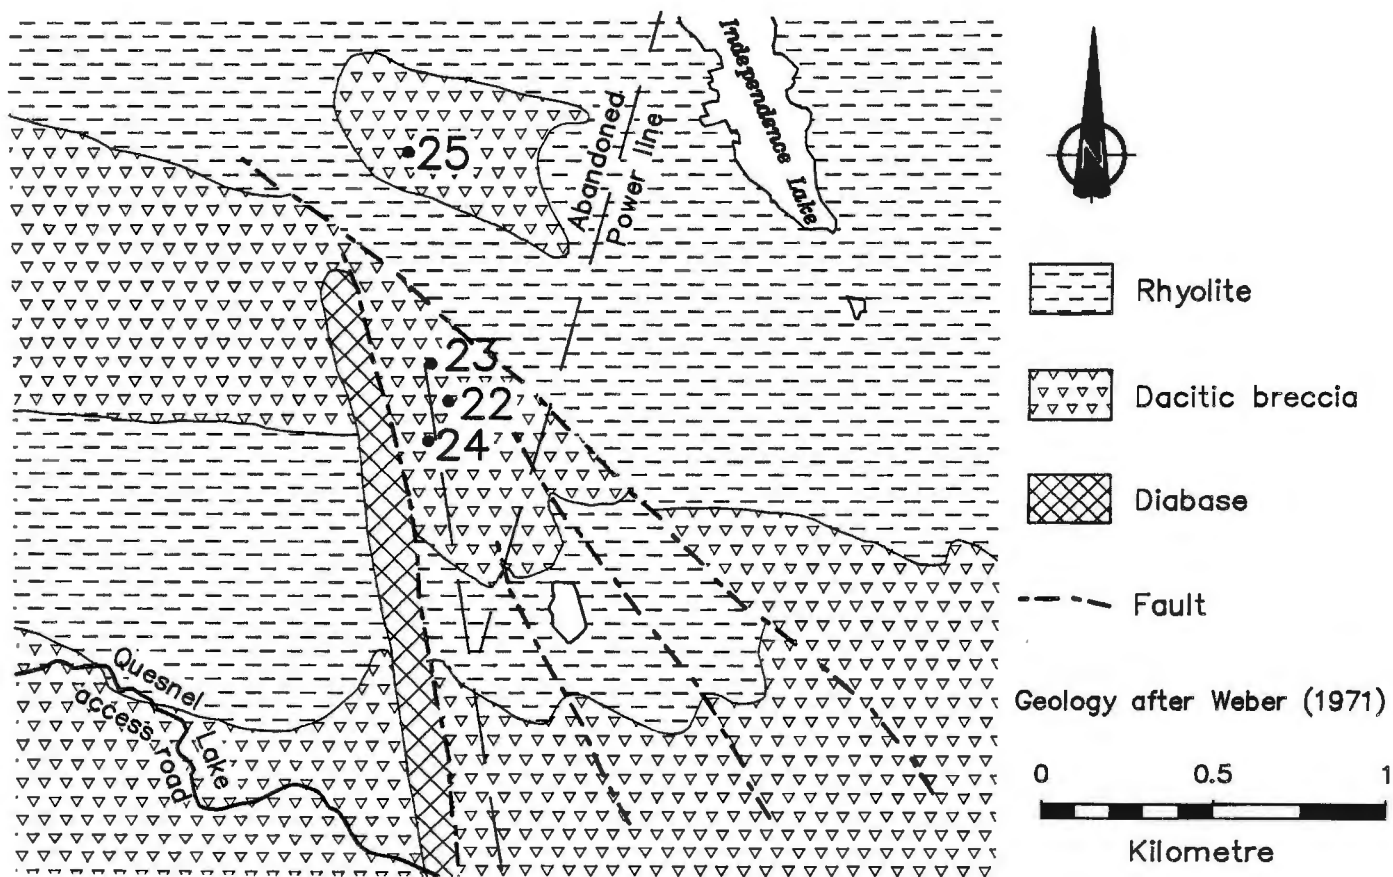 Independence Lake
Abandoned
Power line
25
23
22
24
Quesnel
Lake
access road
N
Rhyolite
Dacitic breccia
Diabase
Fault
Geology after Weber (1971)
0 0.5 1
Kilometre